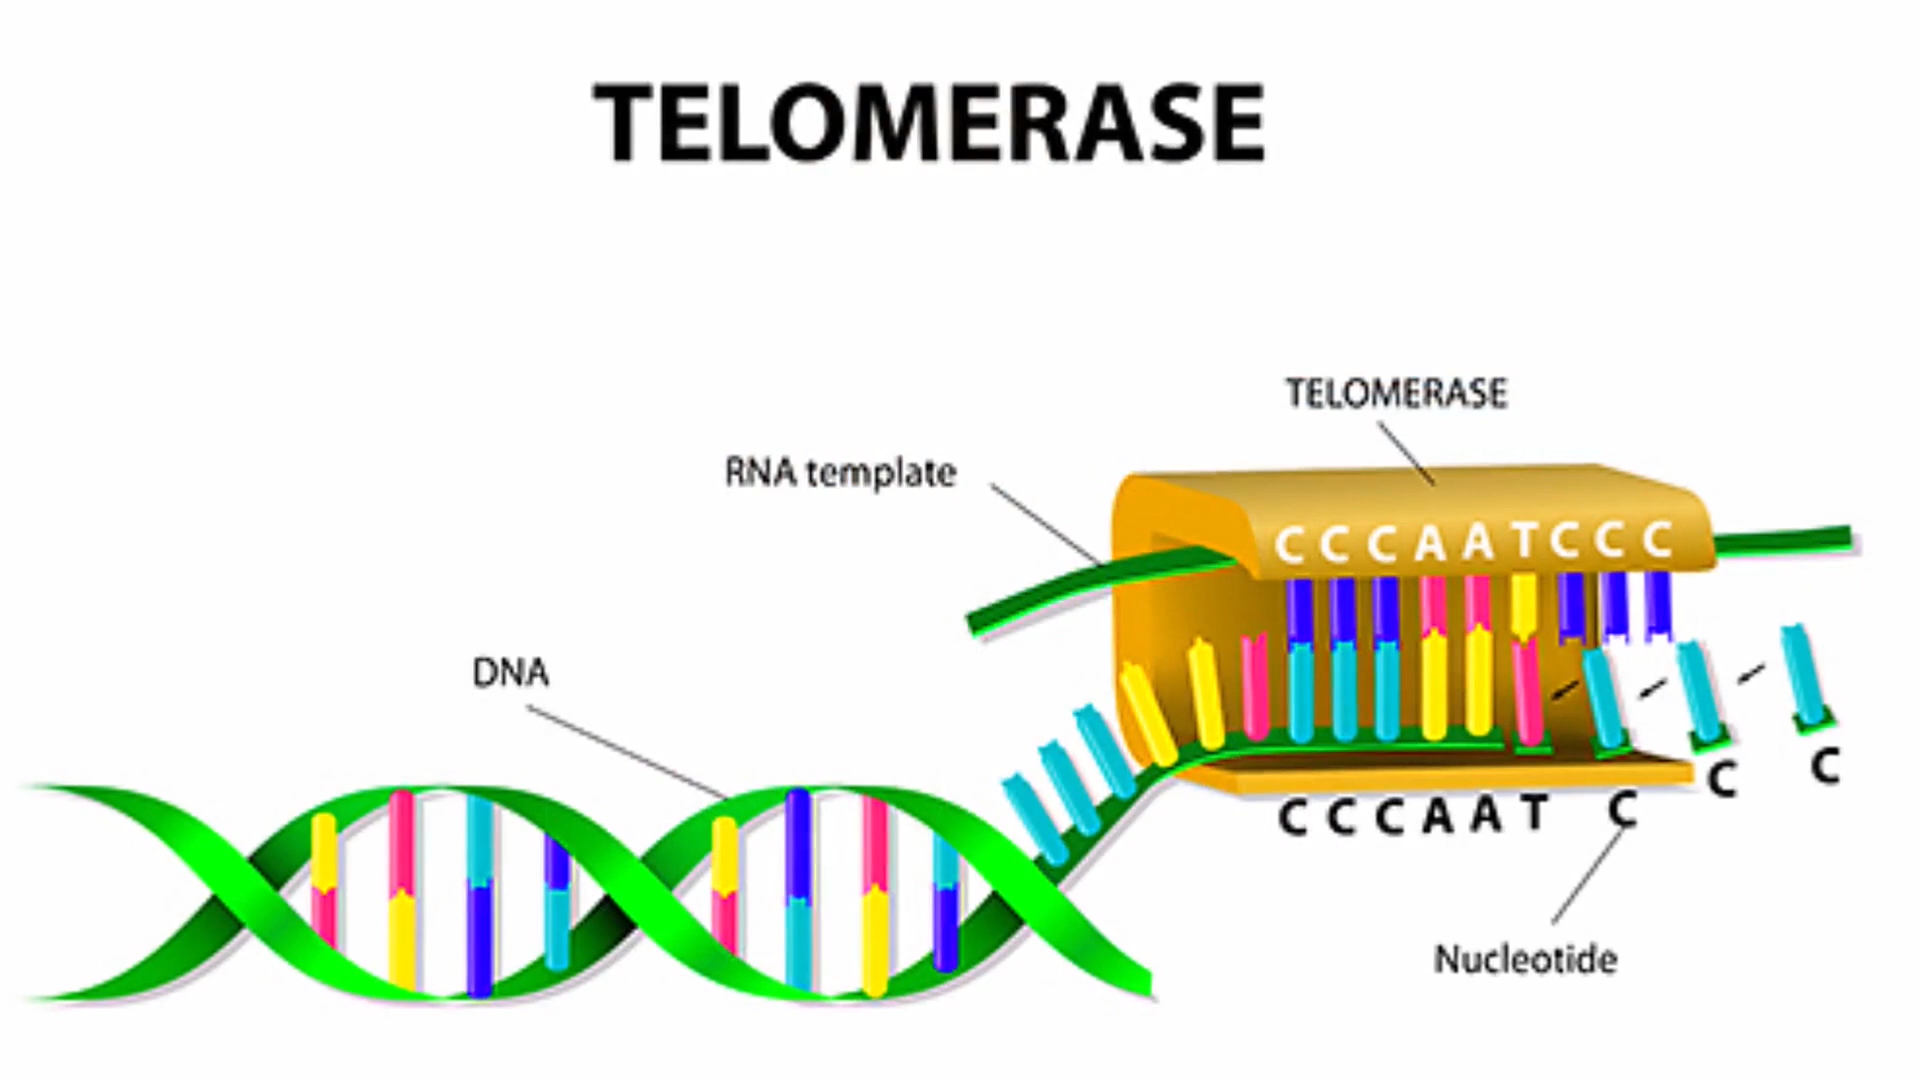 TELOMERASE
TELOMERASE
RNA template
C C C A A T C C C
DNA
C C C A A T C C C
Nucleotide